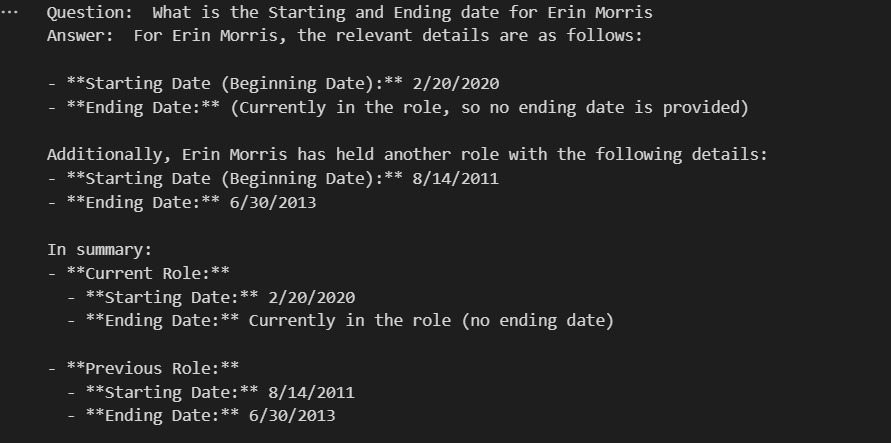 Question:  What is the Starting and Ending date for Erin Morris
Answer:  For Erin Morris, the relevant details are as follows:

- **Starting Date (Beginning Date):** 2/20/2020
- **Ending Date:** (Currently in the role, so no ending date is provided)

Additionally, Erin Morris has held another role with the following details:
- **Starting Date (Beginning Date):** 8/14/2011
- **Ending Date:** 6/30/2013

In summary:
- **Current Role:**
  - **Starting Date:** 2/20/2020
  - **Ending Date:** Currently in the role (no ending date)

- **Previous Role:**
  - **Starting Date:** 8/14/2011
  - **Ending Date:** 6/30/2013